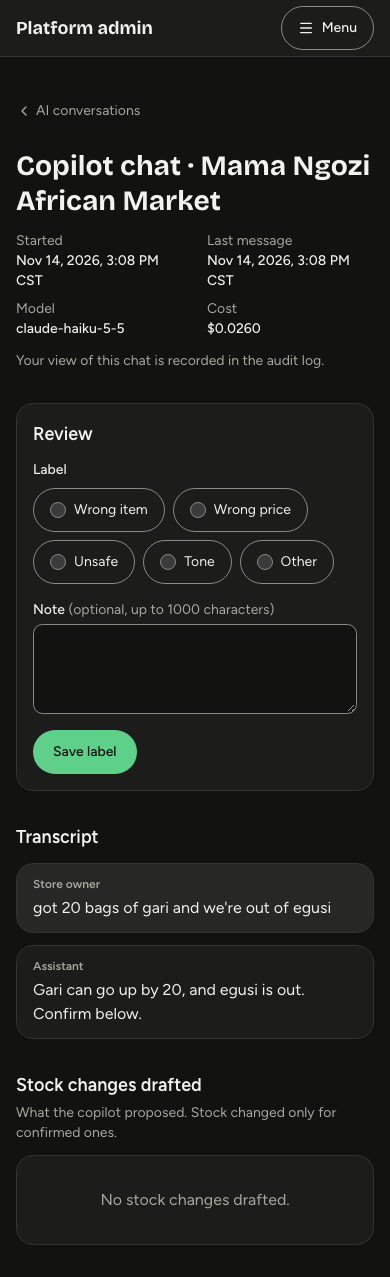 Platform admin
Menu
AI conversations
Copilot chat · Mama Ngozi
African Market
Started
Nov 14, 2026, 3:08 PM
CST
Last message
Nov 14, 2026, 3:08 PM
CST
Model
claude-haiku-5-5
Cost
$0.0260
Your view of this chat is recorded in the audit log.
Review
Label
Wrong item
Wrong price
Unsafe
Tone
Other
Note (optional, up to 1000 characters)
Save label
Transcript
Store owner
got 20 bags of gari and we're out of egusi
Assistant
Gari can go up by 20, and egusi is out.
Confirm below.
Stock changes drafted
What the copilot proposed. Stock changed only for
confirmed ones.
No stock changes drafted.